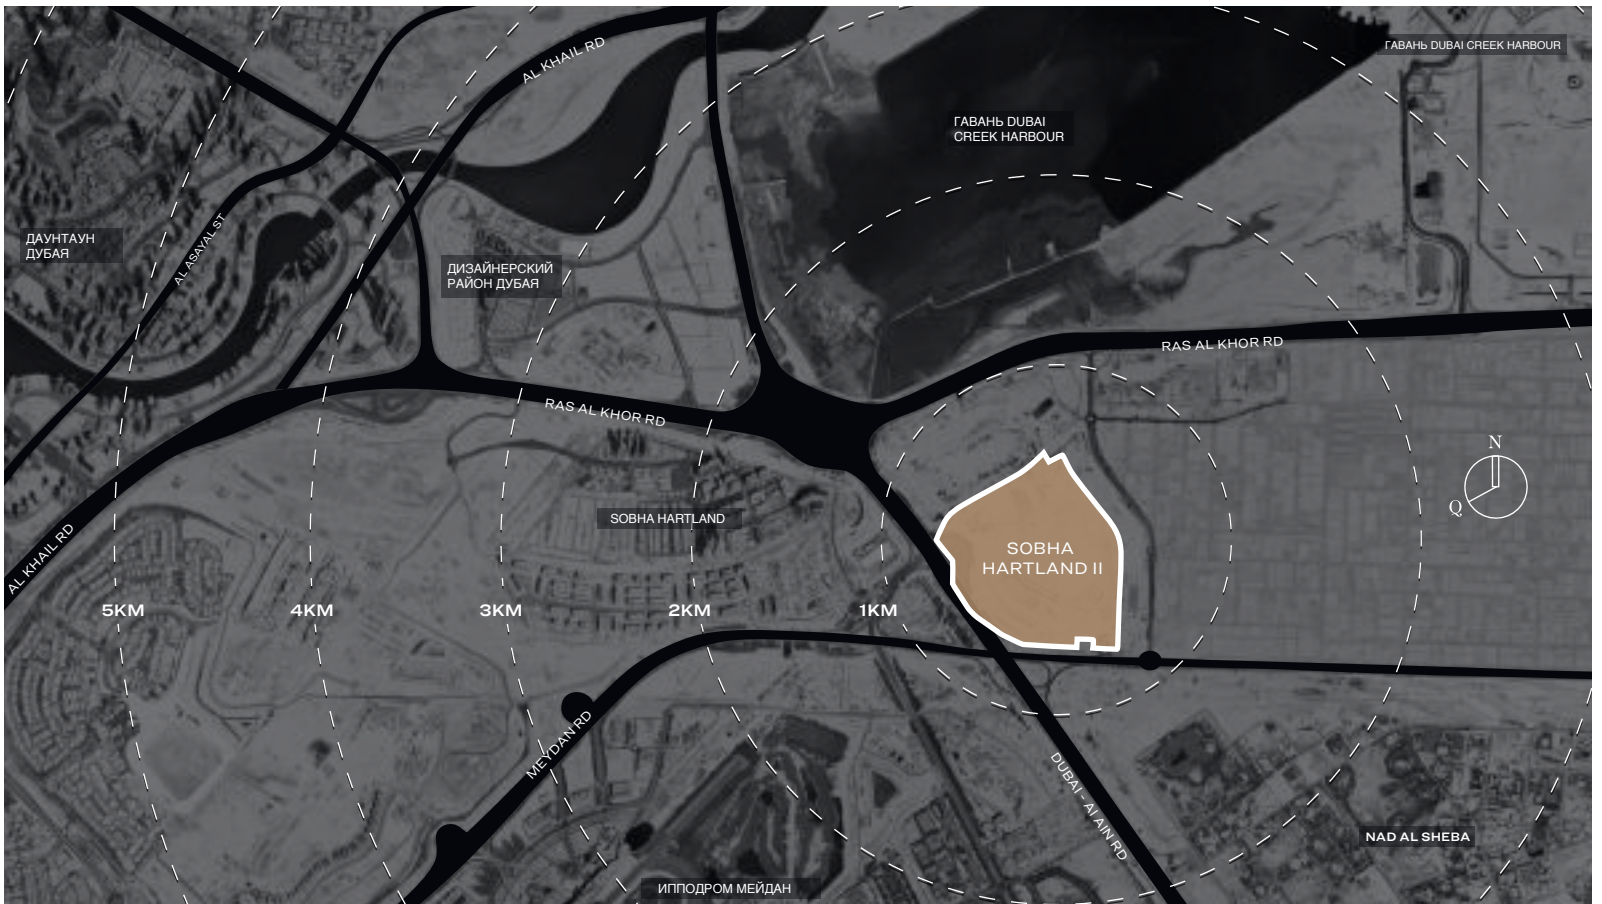 AL KHAIL RD
ГАВАНЬ DUBAI CREEK HARBOUR
ГАВАНЬ DUBAI
CREEK HARBOUR
ДАУНТАУН
ДУБАЯ
AL ASAYAL ST
ДИЗАЙНЕРСКИЙ
РАЙОН ДУБАЯ
RAS AL KHOR RD
RAS AL KHOR RD
N
Q
SOBHA HARTLAND
SOBHA
HARTLAND II
AL KHAIL RD
5KM
4KM
3KM
2KM
1KM
MEYDAN RD
DUBAI - AI AIN RD
NAD AL SHEBA
ИППОДРОМ МЕЙДАН